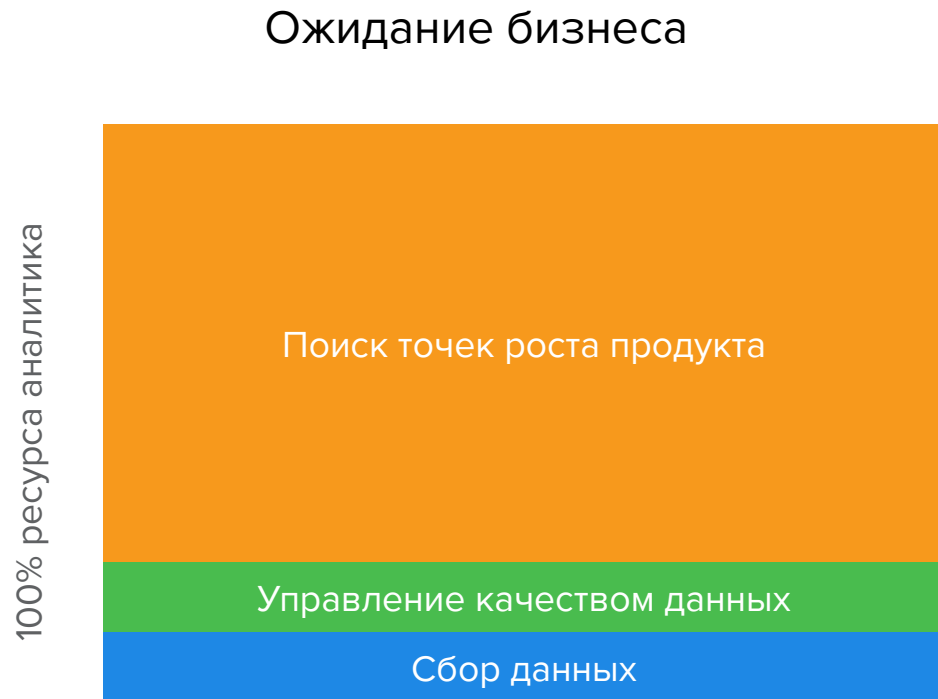 Ожидание бизнеса
100% ресурса аналитика
Поиск точек роста продукта
Управление качеством данных
Сбор данных